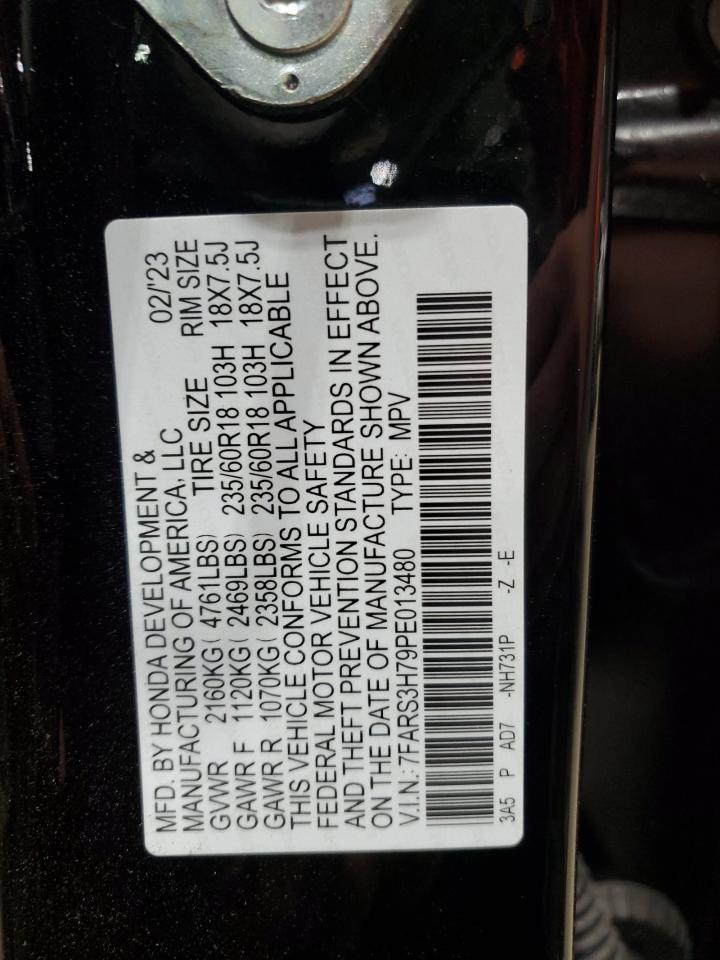 MFD. BY HONDA DEVELOPMENT & 02/'23
MANUFACTURING OF AMERICA, LLC
TIRE SIZE RIM SIZE
GVWR 2160KG( 4761LBS)
GAWR F 1120KG( 2469LBS) 235/60R18 103H 18X7.5J
GAWR R 1070KG( 2358LBS) 235/60R18 103H 18X7.5J
THIS VEHICLE CONFORMS TO ALL APPLICABLE
FEDERAL MOTOR VEHICLE SAFETY
AND THEFT PREVENTION STANDARDS IN EFFECT
ON THE DATE OF MANUFACTURE SHOWN ABOVE.
V.I.N.: 7FARS3H79PE013480 TYPE: MPV
3A5 P AD7 -NH731P -Z -E